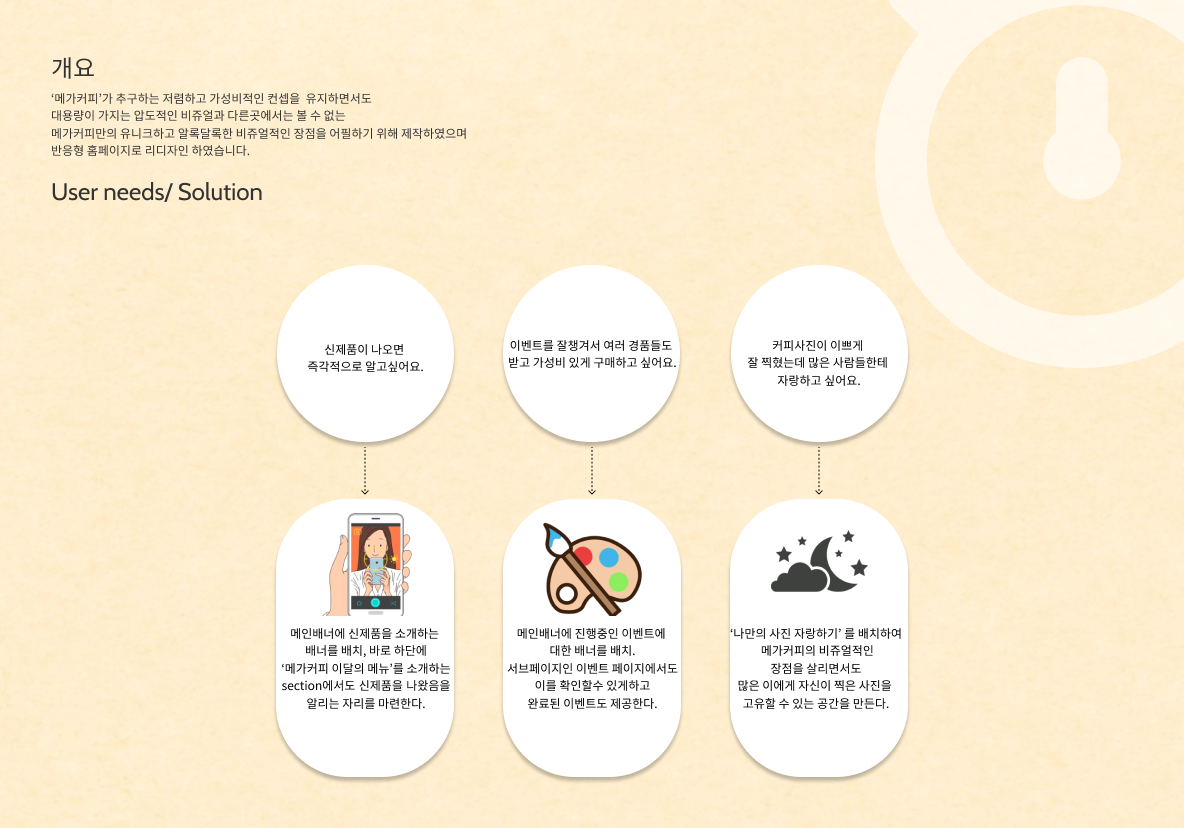 개요
‘메가커피’가 추구하는 저렴하고 가성비적인 컨셉을 유지하면서도
대용량이 가지는 압도적인 비쥬얼과 다른곳에서는 볼 수 없는
메가커피만의 유니크하고 알록달록한 비쥬얼적인 장점을 어필하기 위해 제작하였으며
반응형 홈페이지로 리디자인 하였습니다.
User needs/ Solution
신제품이 나오면
즉각적으로 알고싶어요.
이벤트를 잘챙겨서 여러 경품들도
받고 가성비 있게 구매하고 싶어요.
커피사진이 이쁘게
잘 찍혔는데 많은 사람들한테
자랑하고 싶어요.
메인배너에 신제품을 소개하는
배너를 배치, 바로 하단에
‘메가커피 이달의 메뉴’를 소개하는
section에서도 신제품을 나왔음을
알리는 자리를 마련한다.
메인배너에 진행중인 이벤트에
대한 배너를 배치.
서브페이지인 이벤트 페이지에서도
이를 확인할수 있게하고
완료된 이벤트도 제공한다.
‘나만의 사진 자랑하기’ 를 배치하여
메가커피의 비쥬얼적인
장점을 살리면서도
많은 이에게 자신이 찍은 사진을
고유할 수 있는 공간을 만든다.